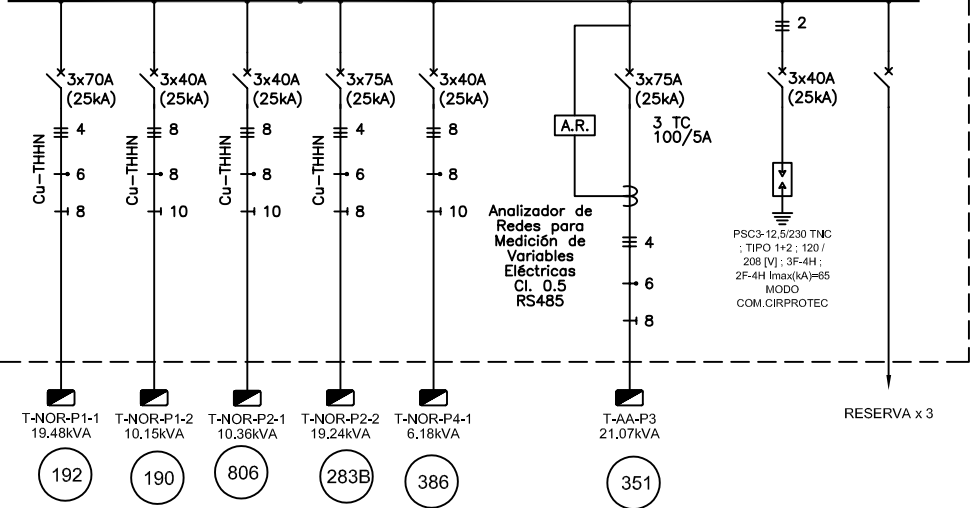 3x70A
(25kA)
4
6
8
Cu-THHN
3x40A
(25kA)
8
8
10
Cu-THHN
3x40A
(25kA)
8
8
10
Cu-THHN
3x75A
(25kA)
4
6
8
Cu-THHN
3x40A
(25kA)
8
8
10
A.R.
3x75A
(25kA)
3 TC
100/5A
Analizador de
Redes para
Medición de
Variables
Eléctricas
Cl. 0.5
RS485
4
6
8
2
3x40A
(25kA)
PSC3-12,5/230 TNC
; TIPO 1+2 ; 120 /
208 [V] ; 3F-4H ;
2F-4H Imax(kA)=65
MODO
COM.CIRPROTEC
T-NOR-P1-1
19.48kVA
192
T-NOR-P1-2
10.15kVA
190
T-NOR-P2-1
10.36kVA
806
T-NOR-P2-2
19.24kVA
283B
T-NOR-P4-1
6.18kVA
386
T-AA-P3
21.07kVA
351
RESERVA x 3